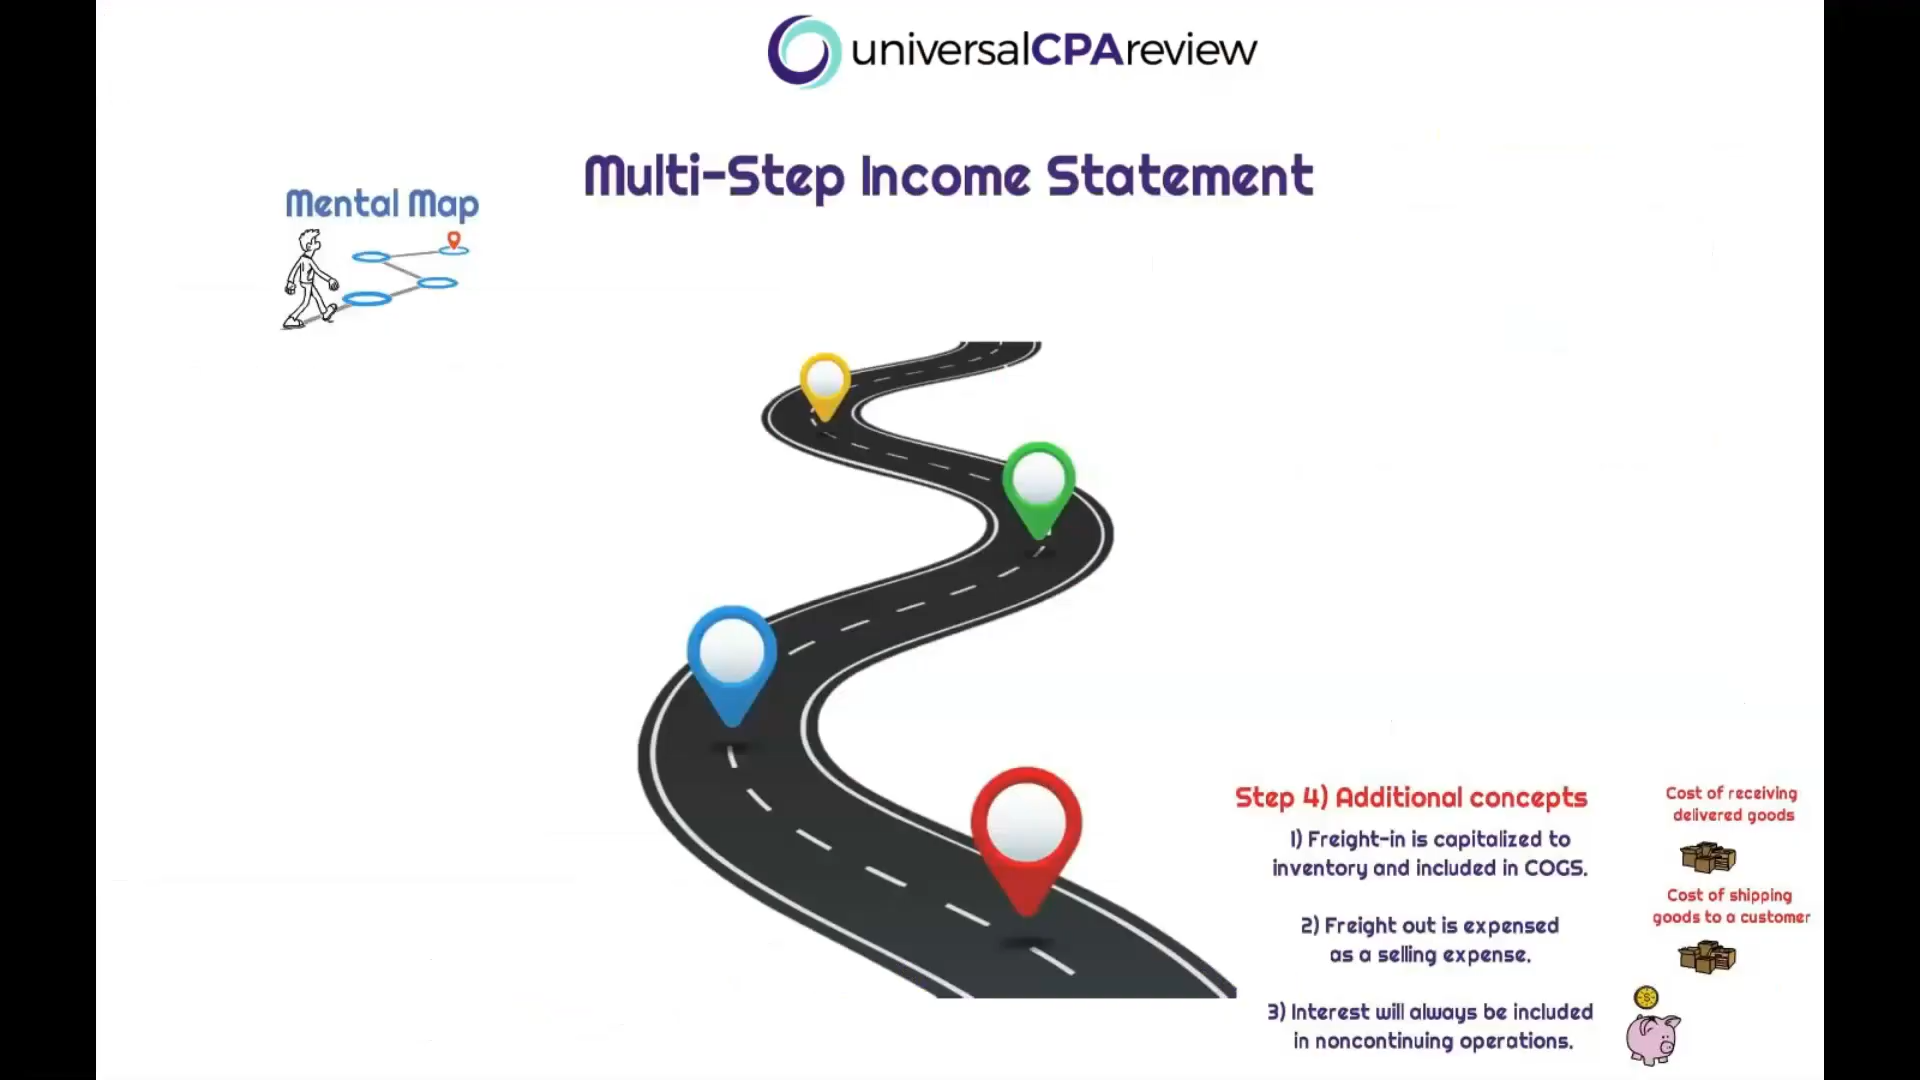 universalCPAreview
Multi-Step Income Statement
Mental Map
Step 4) Additional concepts
1) Freight-in is capitalized to
inventory and included in COGS.
Cost of receiving
delivered goods
2) Freight out is expensed
as a selling expense.
Cost of shipping
goods to a customer
3) Interest will always be included
in noncontinuing operations.